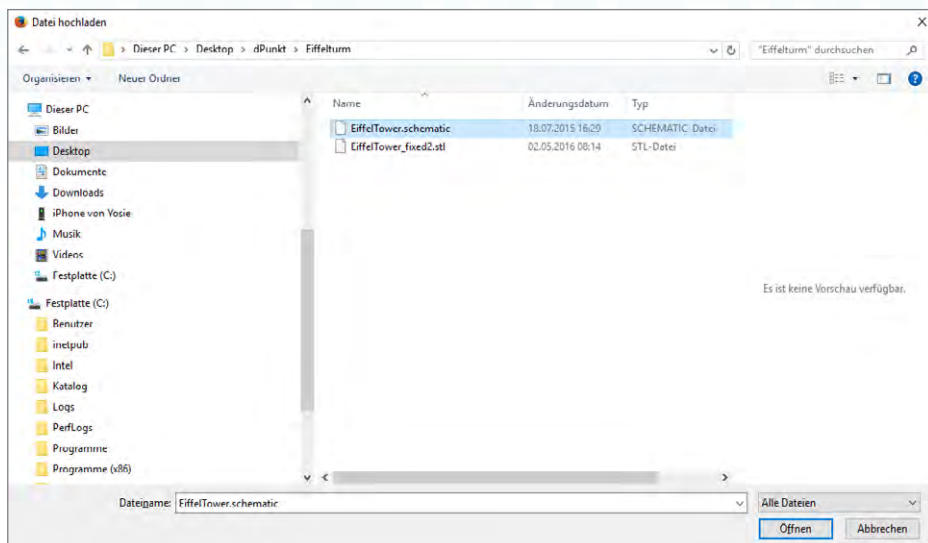 Datei hochladen
Dieser PC > Desktop > dPunkt > Eiffelturm
"Eiffelturm" durchsuchen
Organisieren
Neuer Ordner
Dieser PC
Bilder
Desktop
Dokumente
Downloads
iPhone von Yosie
Musik
Videos
Festplatte (C:)
Festplatte (C:)
Benutzer
inetpub
Intel
Katalog
Logs
PerfLogs
Programme
Programme (x86)
Name Änderungsdatum Typ
EiffelTower.schematic 18.07.2015 16:29 SCHEMATIC-Datei
EiffelTower_fixed2.stl 02.05.2016 08:14 STL-Datei
Es ist keine Vorschau verfügbar.
Dateiname: EiffelTower.schematic
Alle Dateien
Öffnen Abbrechen